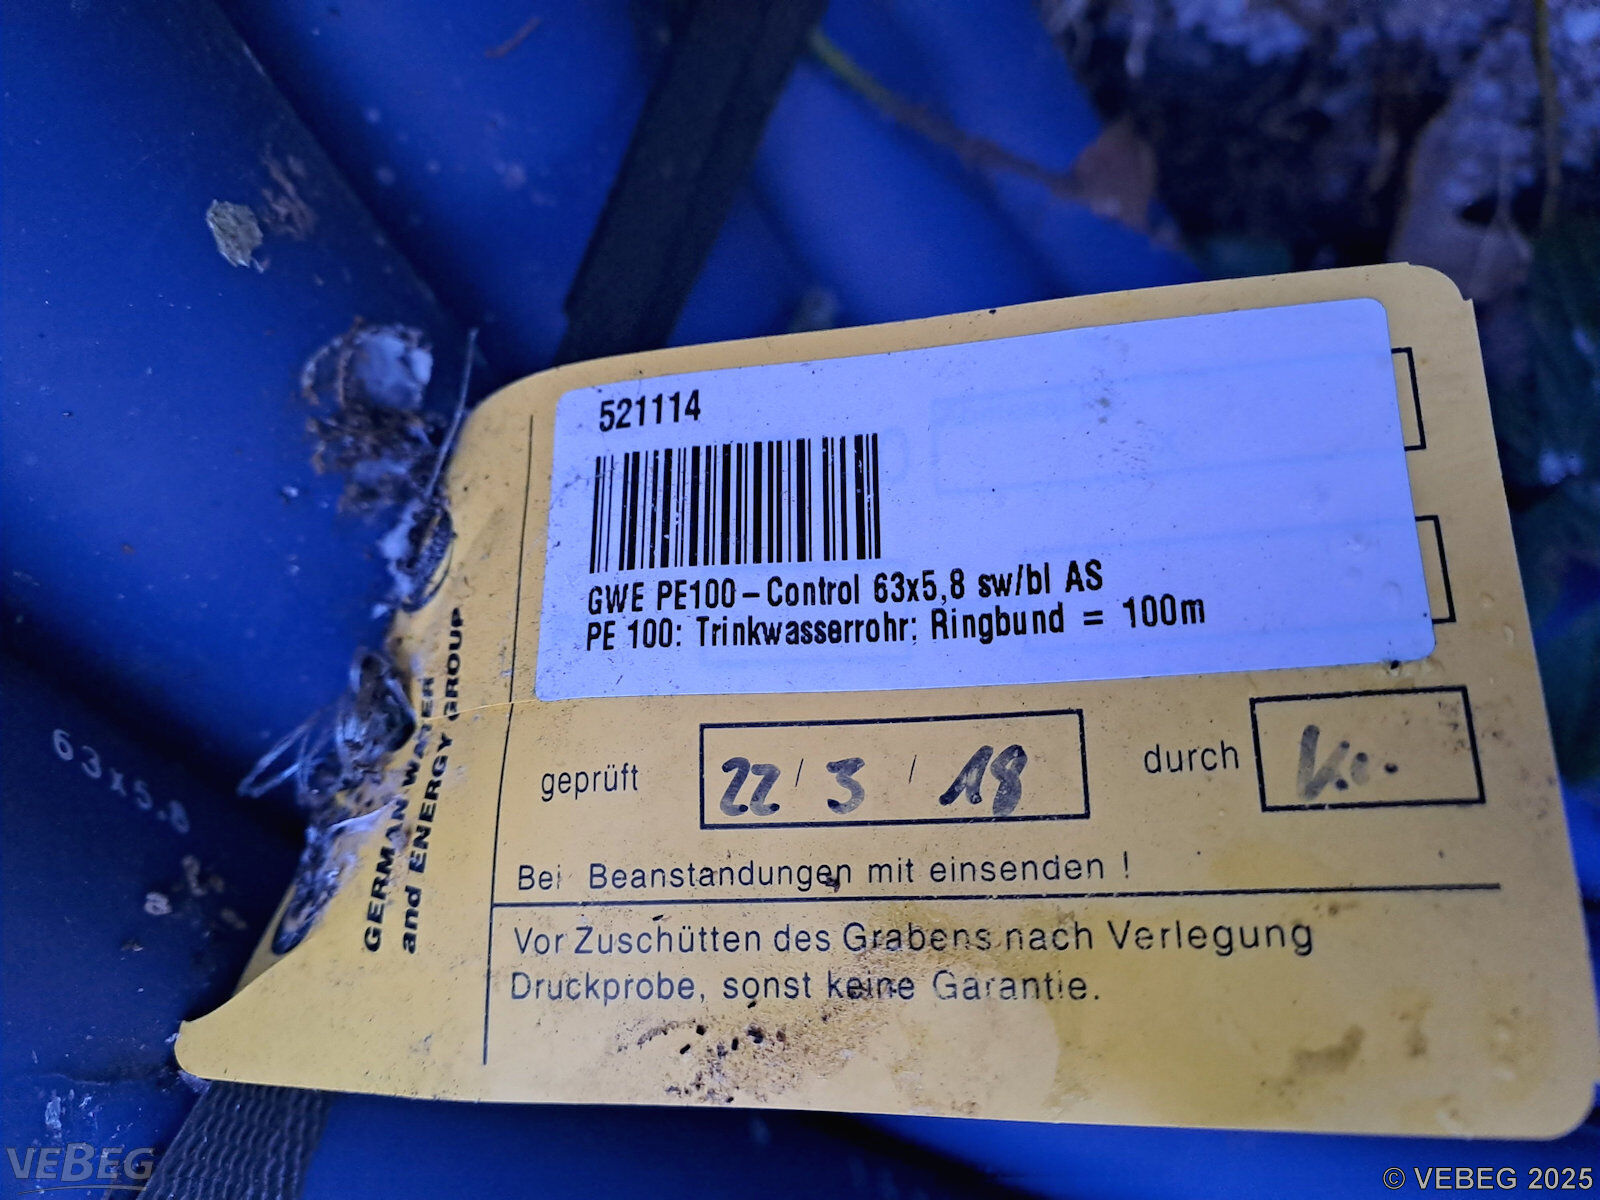 521114
GWE PE100-Control 63x5,8 sw/bl AS
PE 100: Trinkwasserrohr; Ringbund = 100m
geprüft 22 / 3 / 18 durch
Bei Beanstandungen mit einsenden !
Vor Zuschütten des Grabens nach Verlegung
Druckprobe, sonst keine Garantie.
GERMAN WATER
and ENERGY GROUP
63x5.8
VEBEG
© VEBEG 2025